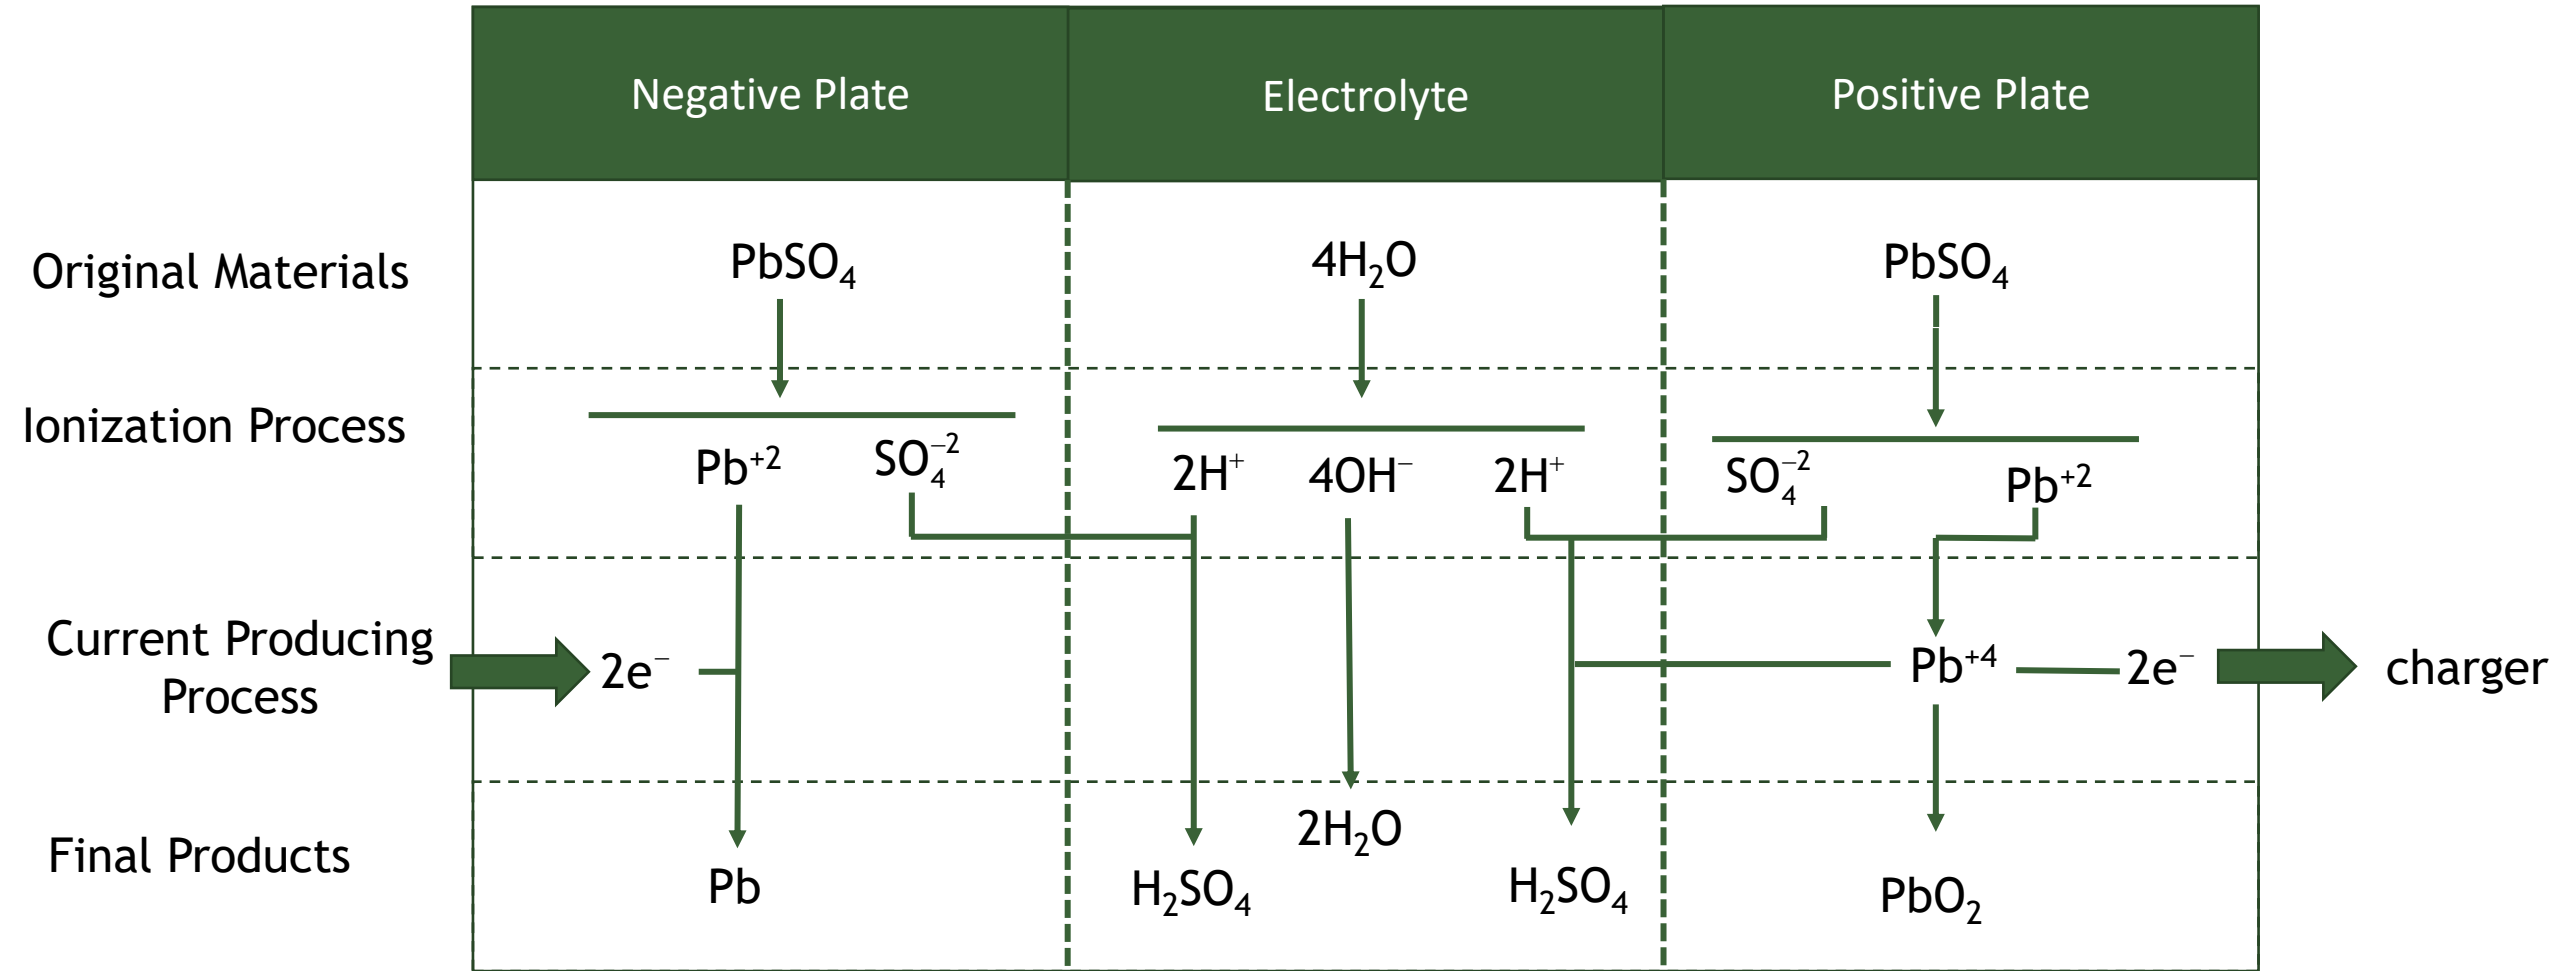 Negative Plate
Electrolyte
Positive Plate
Original Materials
PbSO₄
4H₂O
PbSO₄
Ionization Process
Pb⁺²
SO₄⁻²
2H⁺
4OH⁻
2H⁺
SO₄⁻²
Pb⁺²
Current Producing
Process
2e⁻
Pb⁺⁴
2e⁻
charger
Final Products
Pb
H₂SO₄
2H₂O
H₂SO₄
PbO₂